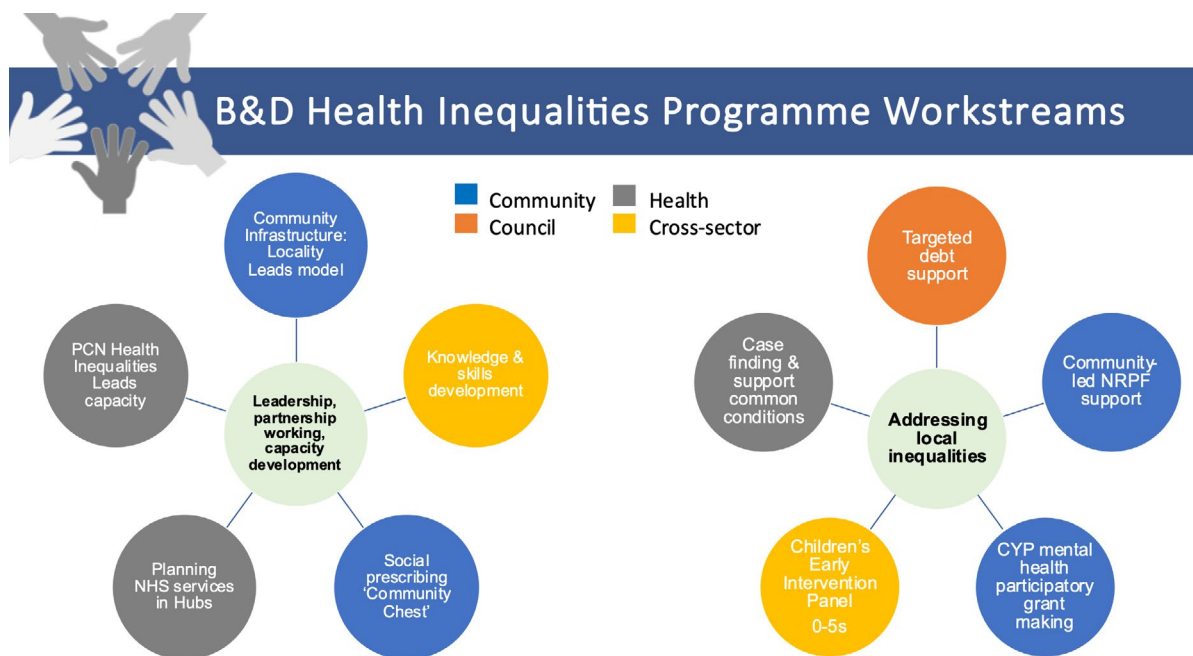 B&D Health Inequalities Programme Workstreams
Community
Health
Council
Cross-sector
Community
Infrastructure:
Locality
Leads model
Knowledge &
skills
development
Social
prescribing
‘Community
Chest’
Planning
NHS services
in Hubs
PCN Health
Inequalities
Leads
capacity
Leadership,
partnership
working,
capacity
development
Targeted
debt
support
Community-
led NRPF
support
CYP mental
health
participatory
grant
making
Children’s
Early
Intervention
Panel
0-5s
Case
finding &
support
common
conditions
Addressing
local
inequalities